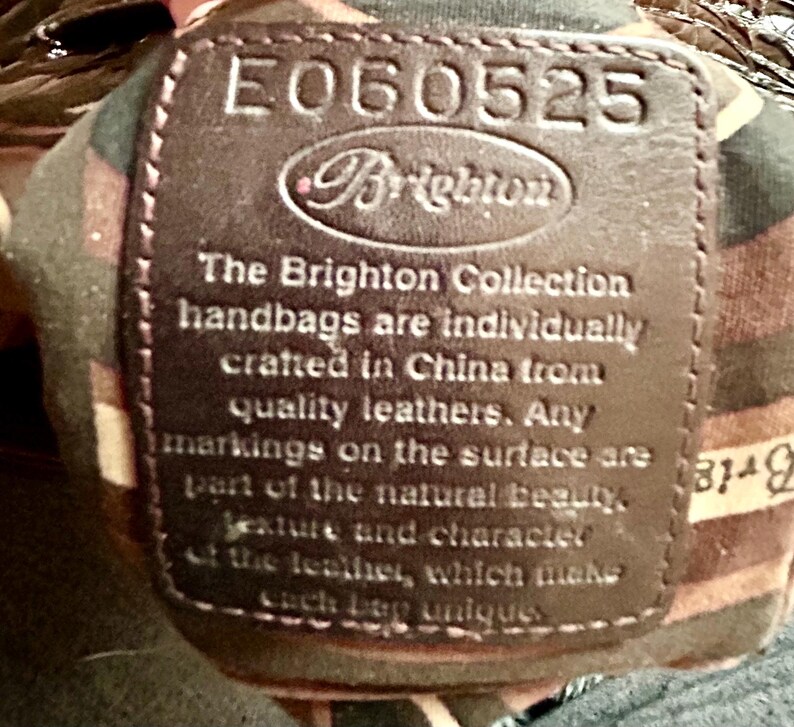 E060525
Brighton
The Brighton Collection
handbags are individually
crafted in China from
quality leathers. Any
markings on the surface are
part of the natural beauty,
texture and character
of the leather, which make
each bag unique.